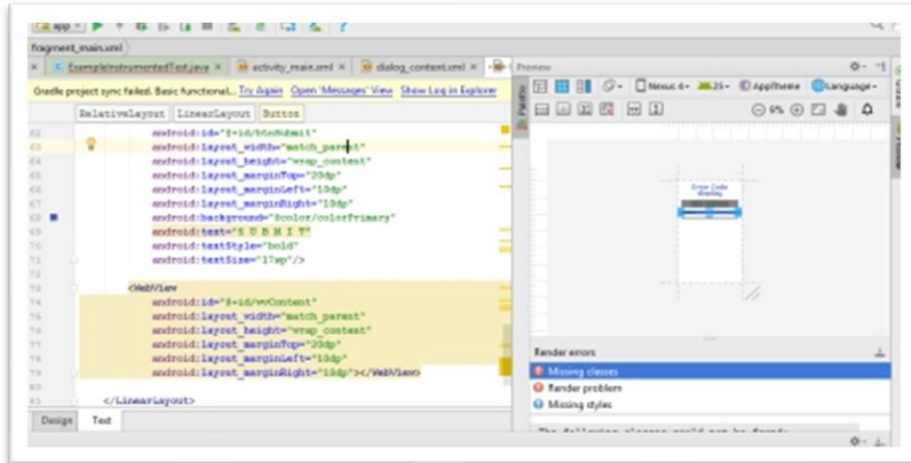 app
fragment_main.xml
ExampleInstrumentedTest.java × activity_main.xml × dialog_content.xml ×
Preview
Gradle project sync failed. Basic functional... Try Again Open 'Messages' View Show Log in Explorer
Palette
Nexus 4 25 AppTheme Language
RelativeLayout LinearLayout Button
9%
62 android:id="@+id/btnSubmit"
63 android:layout_width="match_parent"
64 android:layout_height="wrap_content"
65 android:layout_marginTop="20dp"
66 android:layout_marginLeft="10dp"
67 android:layout_marginRight="10dp"
68 android:background="@color/colorPrimary"
69 android:text="S U B M I T"
70 android:textStyle="bold"
71 android:textSize="17sp"/>
72
73 <WebView
74 android:id="@+id/wvContent"
75 android:layout_width="match_parent"
76 android:layout_height="wrap_content"
77 android:layout_marginTop="20dp"
78 android:layout_marginLeft="10dp"
79 android:layout_marginRight="10dp"></WebView>
80
81 </LinearLayout>
Error Code
Render errors
Missing classes
Render problem
Missing styles
The following classes could not be found:
Design Text